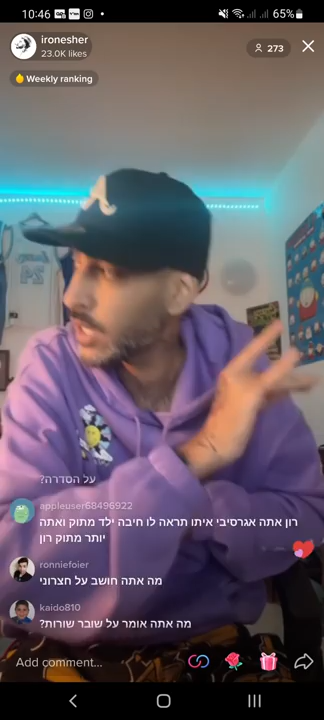 10:46
65%
ironesher
23.0K likes
273
Weekly ranking
על הסדרה?
appleuser68496922
רון אתה אגרסיבי איתו תראה לו חיבה ילד מתוק ואתה
יותר מתוק רון
ronniefoier
מה אתה חושב על חצרוני
kaido810
מה אתה אומר על שובר שורות?
Add comment...